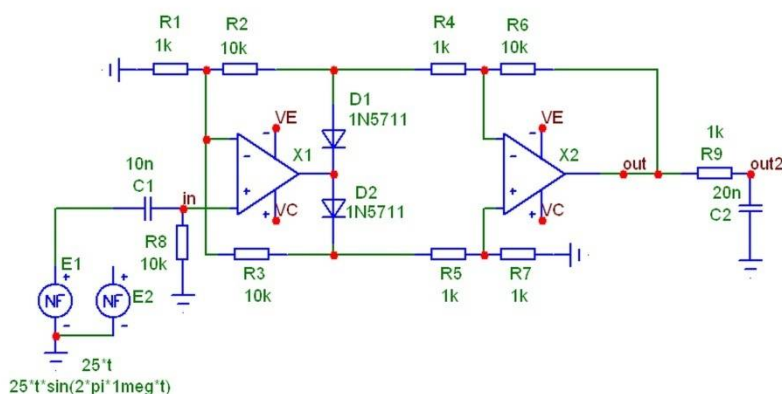 R1
1k
R2
10k
R4
1k
R6
10k
D1
1N5711
VE
-
X1
VE
-
X2
1k
R9
out
out2
10n
C1
in
-
+
D2
1N5711
VC
+
-
+
VC
+
20n
C2
R8
10k
R3
10k
R5
1k
R7
1k
E1
+
NF
-
+
NF
E2
-
25*t
25*t*sin(2*pi*1meg*t)